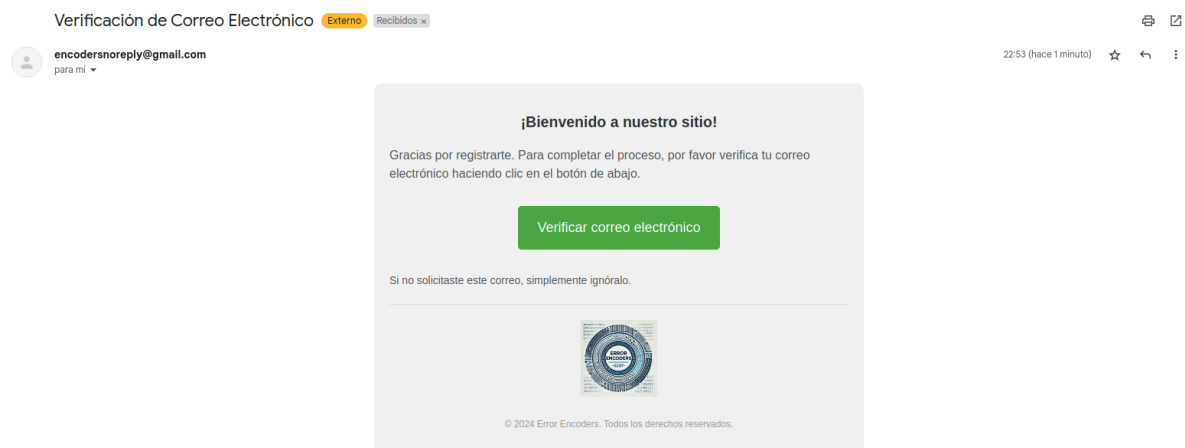 Verificación de Correo Electrónico Externo Recibidos ×
encodersnoreply@gmail.com 22:53 (hace 1 minuto)
para mí
¡Bienvenido a nuestro sitio!
Gracias por registrarte. Para completar el proceso, por favor verifica tu correo
electrónico haciendo clic en el botón de abajo.
Verificar correo electrónico
Si no solicitaste este correo, simplemente ignóralo.
ERROR
ENCODERS
© 2024 Error Encoders. Todos los derechos reservados.